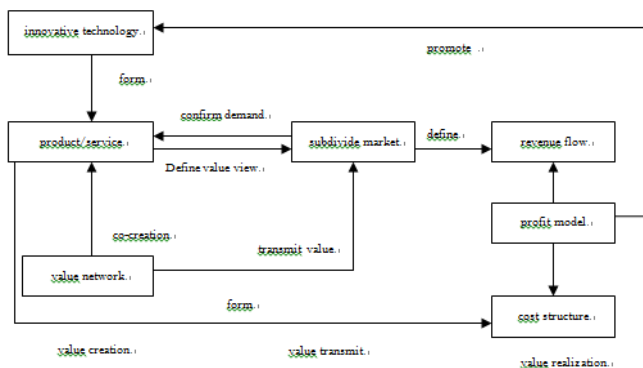 innovative technology.
promote .
form.
confirm demand.
define.
product/service.
subdivide market.
revenue flow.
Define value view.
profit model.
co-creation.
transmit value.
value network.
form.
cost structure.
value creation.
value transmit.
value realization.